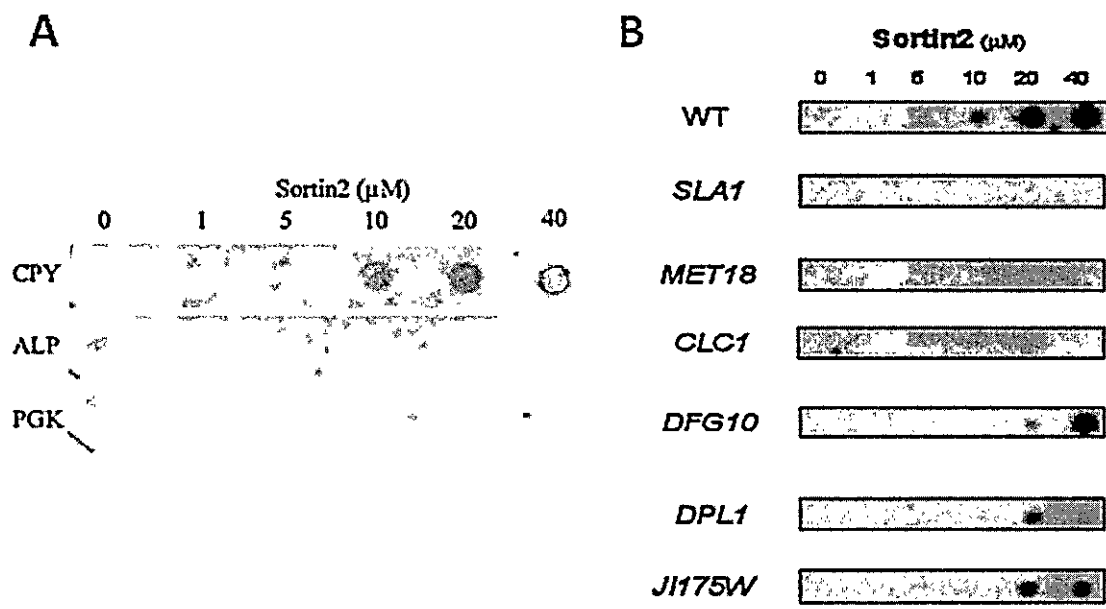 A
Sortin2 (µM)
0 1 5 10 20 40
CPY
ALP
PGK
B
Sortin2 (µM)
0 1 5 10 20 40
WT
SLA1
MET18
CLC1
DFG10
DPL1
JI175W